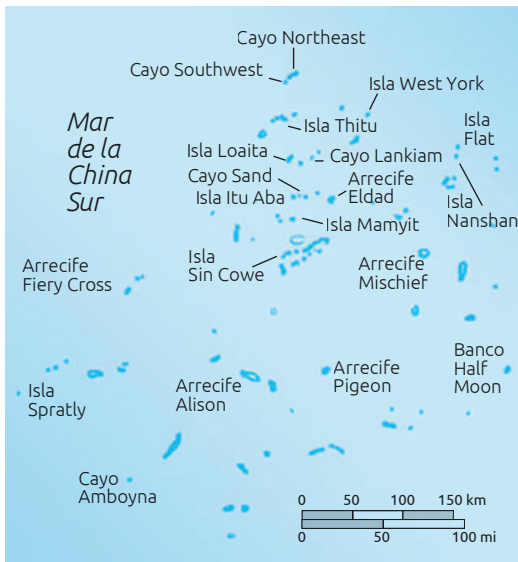 Cayo Northeast
Cayo Southwest
Isla West York
Mar
de la
China
Sur
Isla Thitu
Isla
Flat
Isla Loaita
Cayo Lankiam
Cayo Sand
Arrecife
Eldad
Isla Itu Aba
Isla
Nanshan
Isla Mamyit
Isla
Sin Cowe
Arrecife
Fiery Cross
Arrecife
Mischief
Isla
Spratly
Arrecife
Alison
Arrecife
Pigeon
Banco
Half
Moon
Cayo
Amboyna
0 50 100 150 km
0 50 100 mi